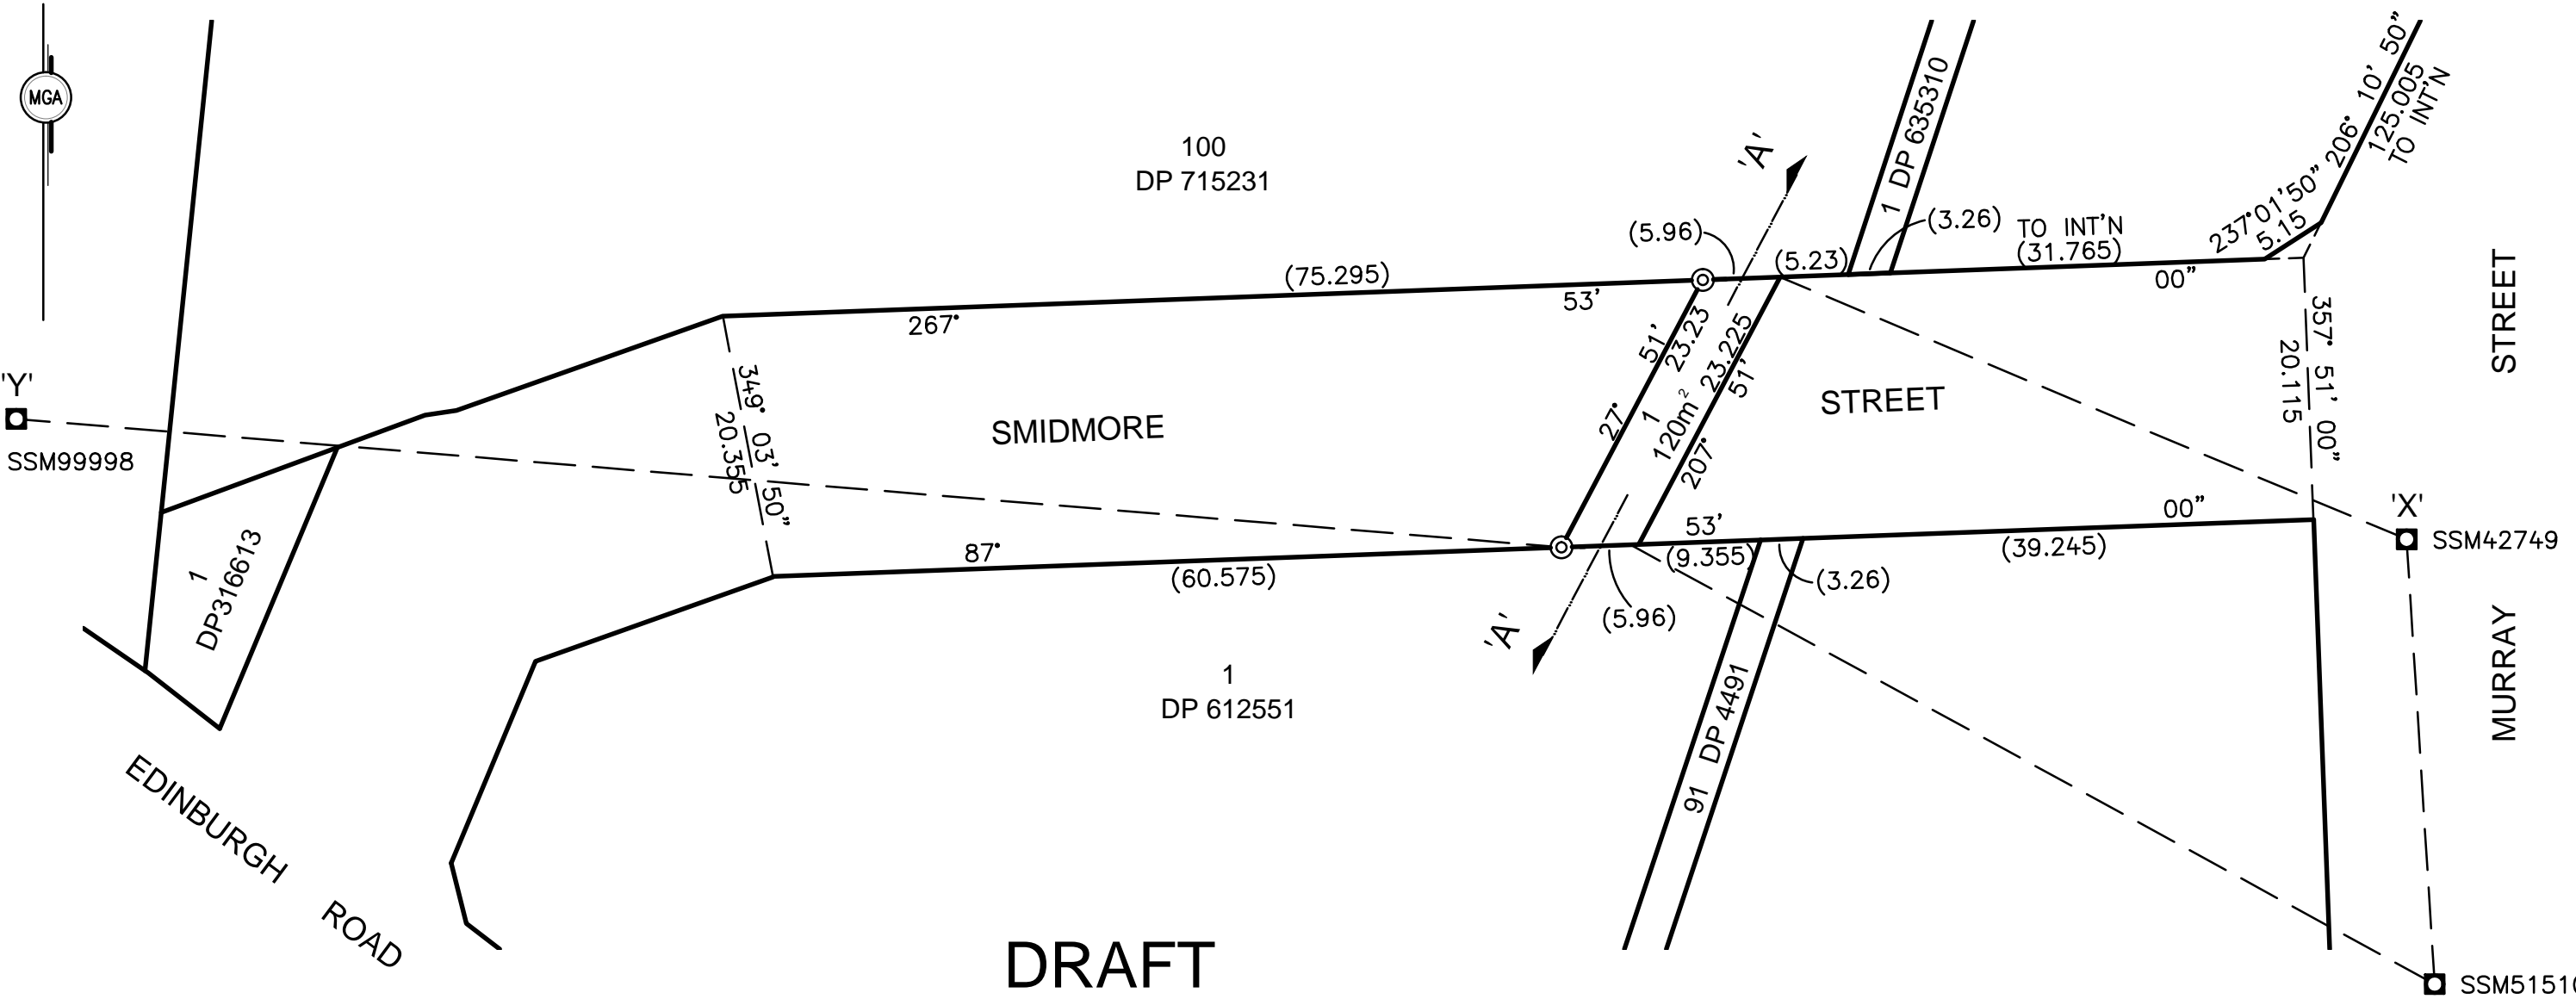 MGA
100
DP 715231
'A'
1 DP 635310
206° 10' 50"
125.005
TO INT'N
237°01'50"
5.15
(5.96)
(5.23)
(3.26)
TO INT'N
(31.765)
(75.295)
267°
53'
00"
'Y'
SSM99998
349° 03' 50"
20.355
SMIDMORE
STREET
27°
51'
23.23
1
120m²
23.225
207°
51'
357° 51' 00"
20.115
STREET
MURRAY
'X'
SSM42749
87°
53'
00"
(60.575)
(9.355)
(39.245)
(3.26)
(5.96)
'A'
1
DP316613
1
DP 612551
91 DP 4491
EDINBURGH ROAD
DRAFT